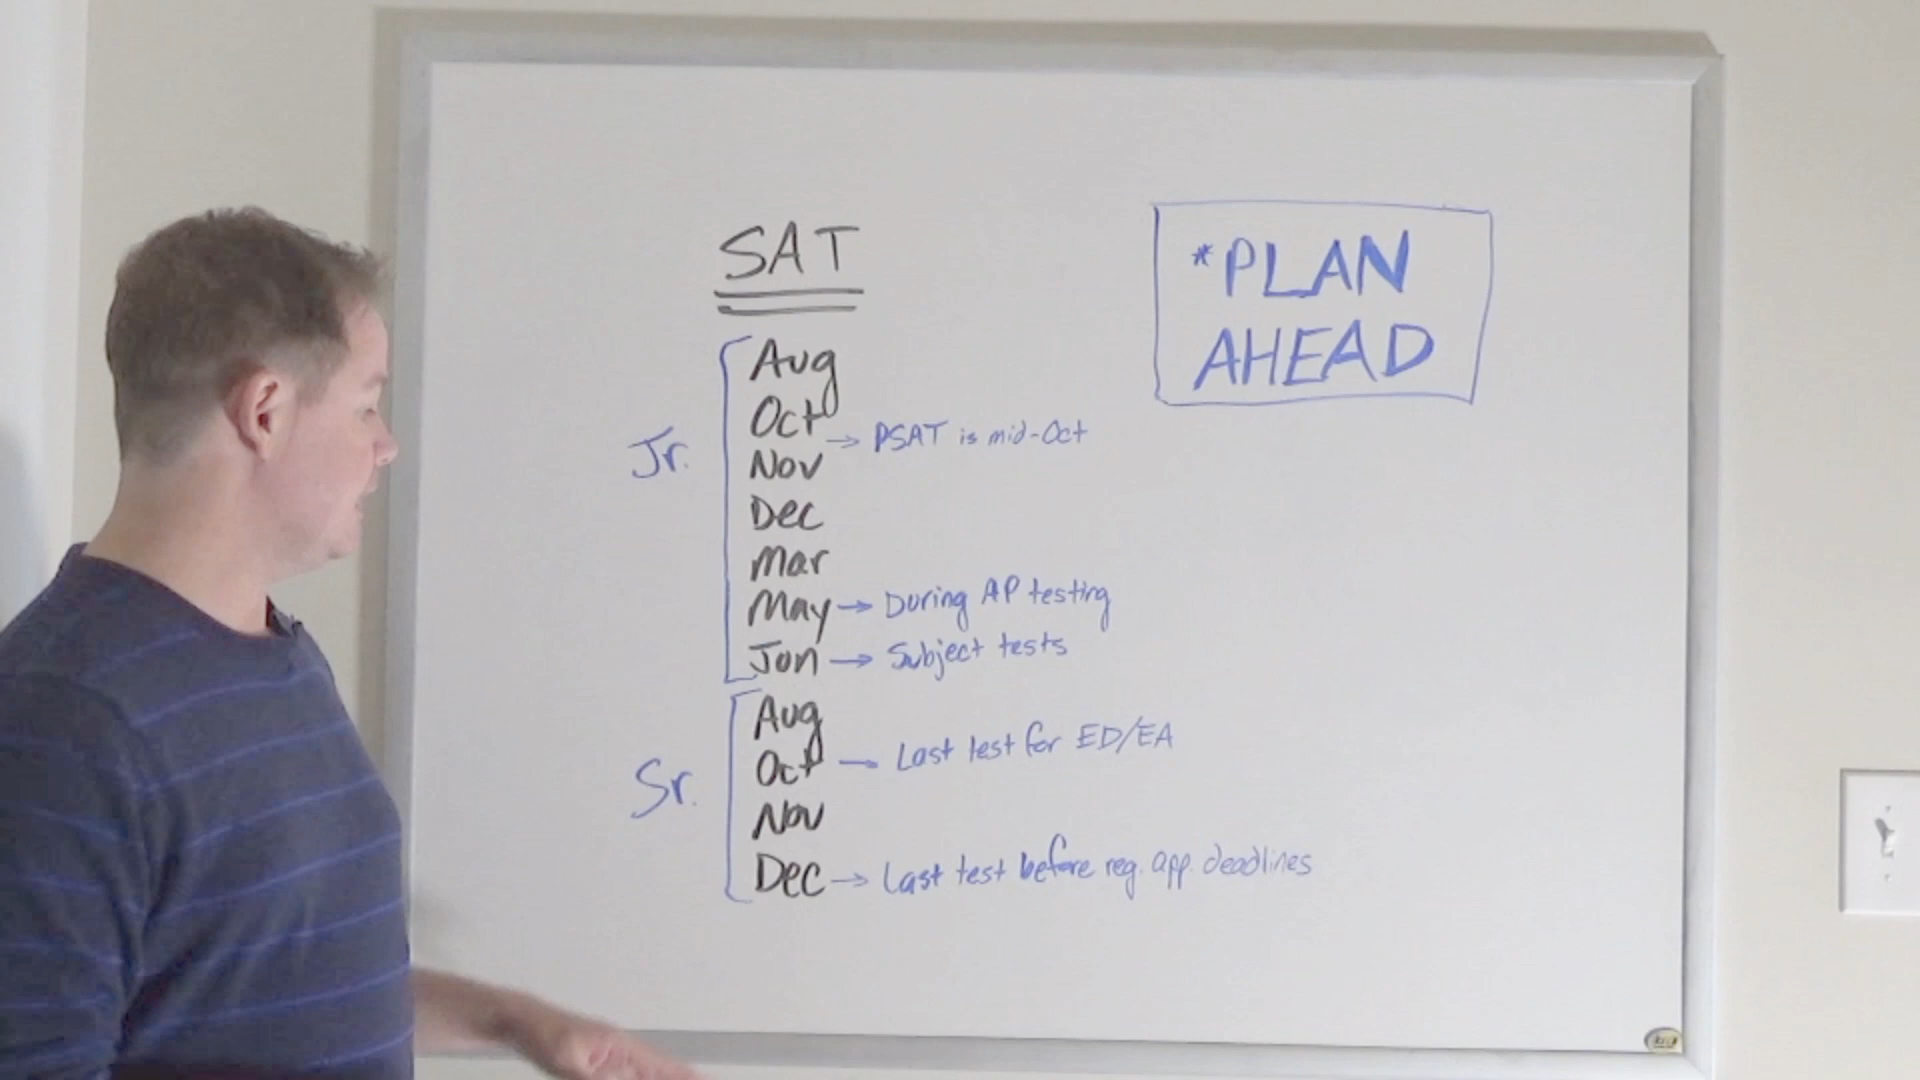 SAT
*PLAN
AHEAD
Jr.
Aug
Oct
→ PSAT is mid-Oct
Nov
Dec
Mar
May → During AP testing
Jun → Subject tests
Sr.
Aug
Oct → Last test for ED/EA
Nov
Dec → Last test before reg. app. deadlines